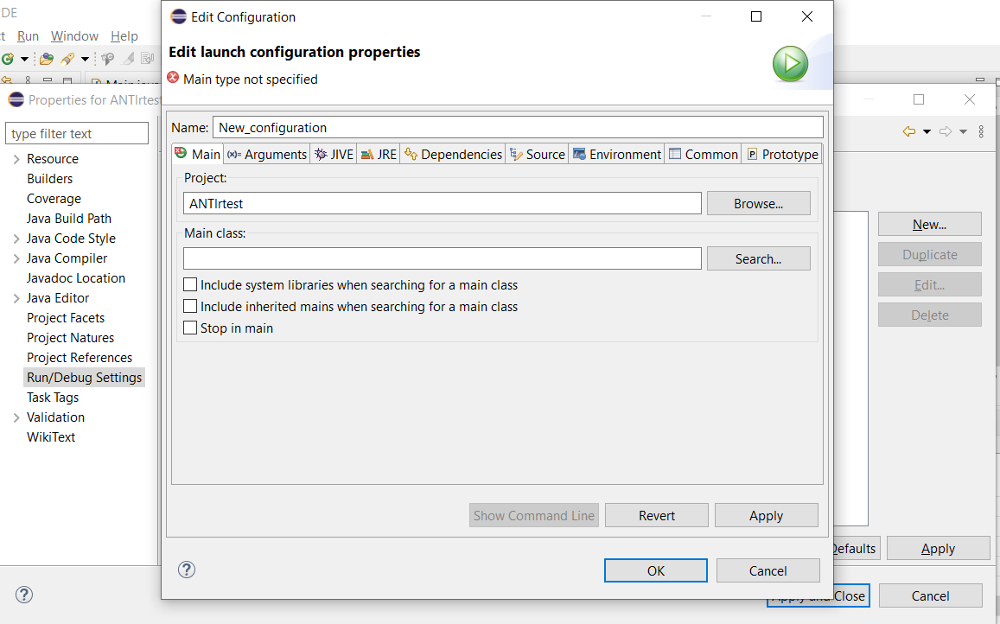 DE
Edit Configuration
Run Window Help
Edit launch configuration properties
Main type not specified
Properties for ANTlrtest
Name: New_configuration
type filter text
Main (x)= Arguments JIVE JRE Dependencies Source Environment Common P Prototype
Resource
Builders
Coverage
Java Build Path
Java Code Style
Java Compiler
Javadoc Location
Java Editor
Project Facets
Project Natures
Project References
Run/Debug Settings
Task Tags
Validation
WikiText
Project:
ANTlrtest Browse...
Main class:
Search...
Include system libraries when searching for a main class
Include inherited mains when searching for a main class
Stop in main
Show Command Line Revert Apply
OK Cancel
New...
Duplicate
Edit...
Delete
Defaults Apply
Apply and Close Cancel